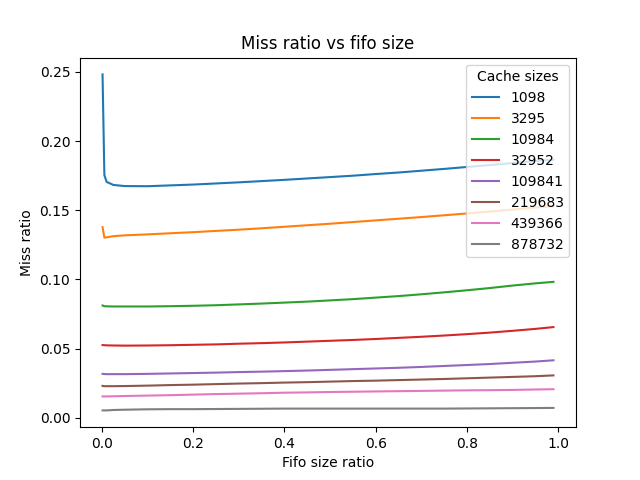 Miss ratio vs fifo size
Cache sizes
1098
3295
10984
32952
109841
219683
439366
878732
0.25
0.20
0.15
0.10
0.05
0.00
Miss ratio
0.0 0.2 0.4 0.6 0.8 1.0
Fifo size ratio